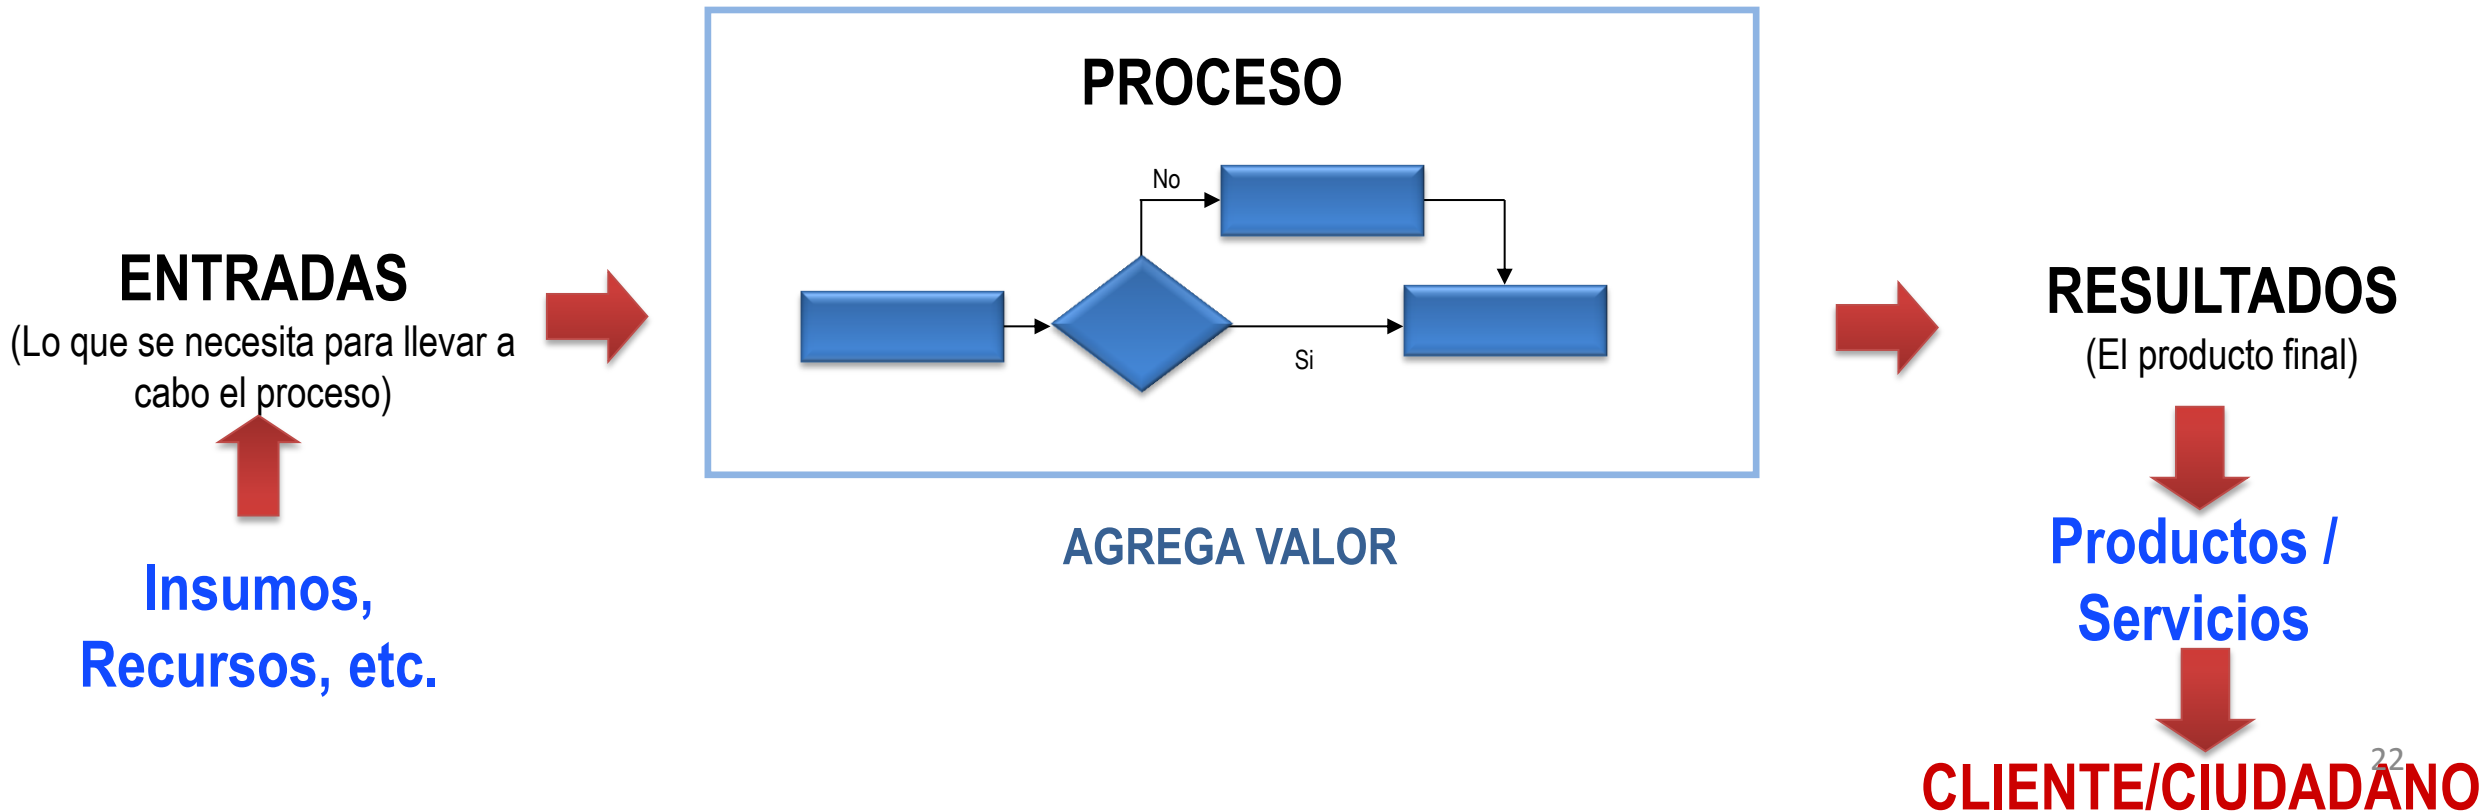 ENTRADAS
(Lo que se necesita para llevar a
cabo el proceso)
Insumos,
Recursos, etc.
PROCESO
No
Si
AGREGA VALOR
RESULTADOS
(El producto final)
Productos /
Servicios
CLIENTE/CIUDADANO
22